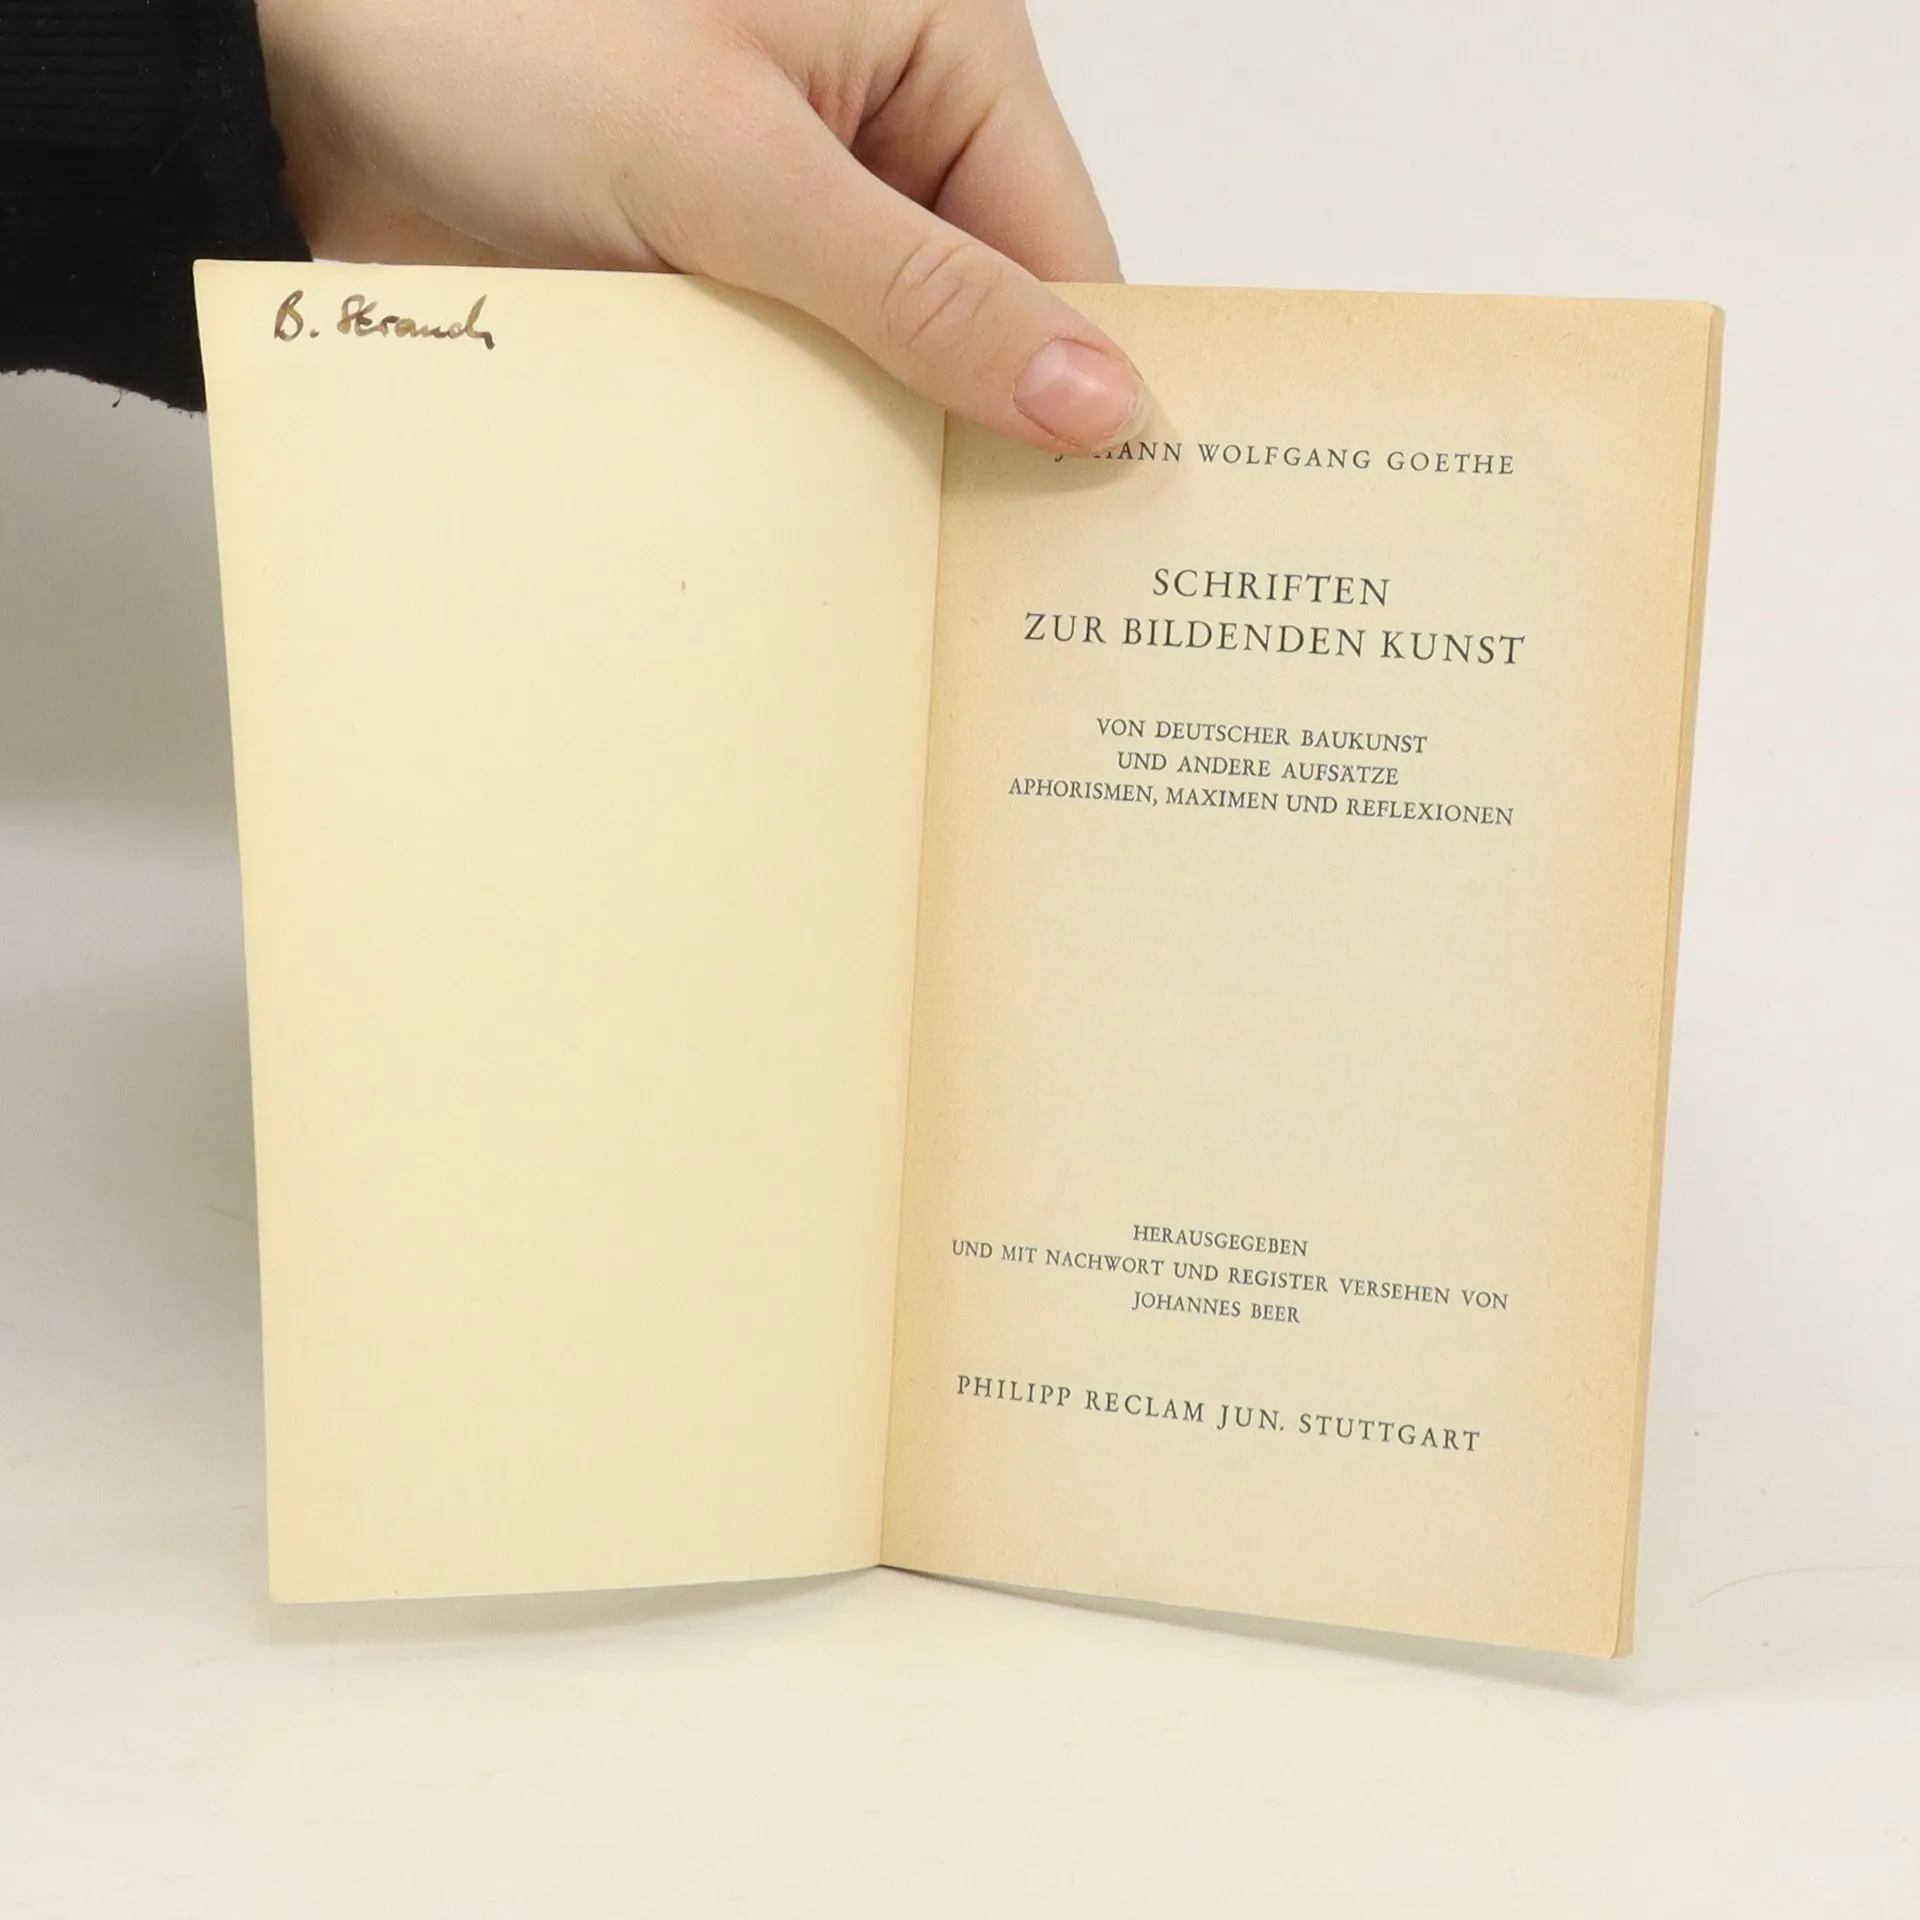 B. Strauch
JOHANN WOLFGANG GOETHE
SCHRIFTEN
ZUR BILDENDEN KUNST
VON DEUTSCHER BAUKUNST
UND ANDERE AUFSÄTZE
APHORISMEN, MAXIMEN UND REFLEXIONEN
HERAUSGEGEBEN
UND MIT NACHWORT UND REGISTER VERSEHEN VON
JOHANNES BEER
PHILIPP RECLAM JUN. STUTTGART